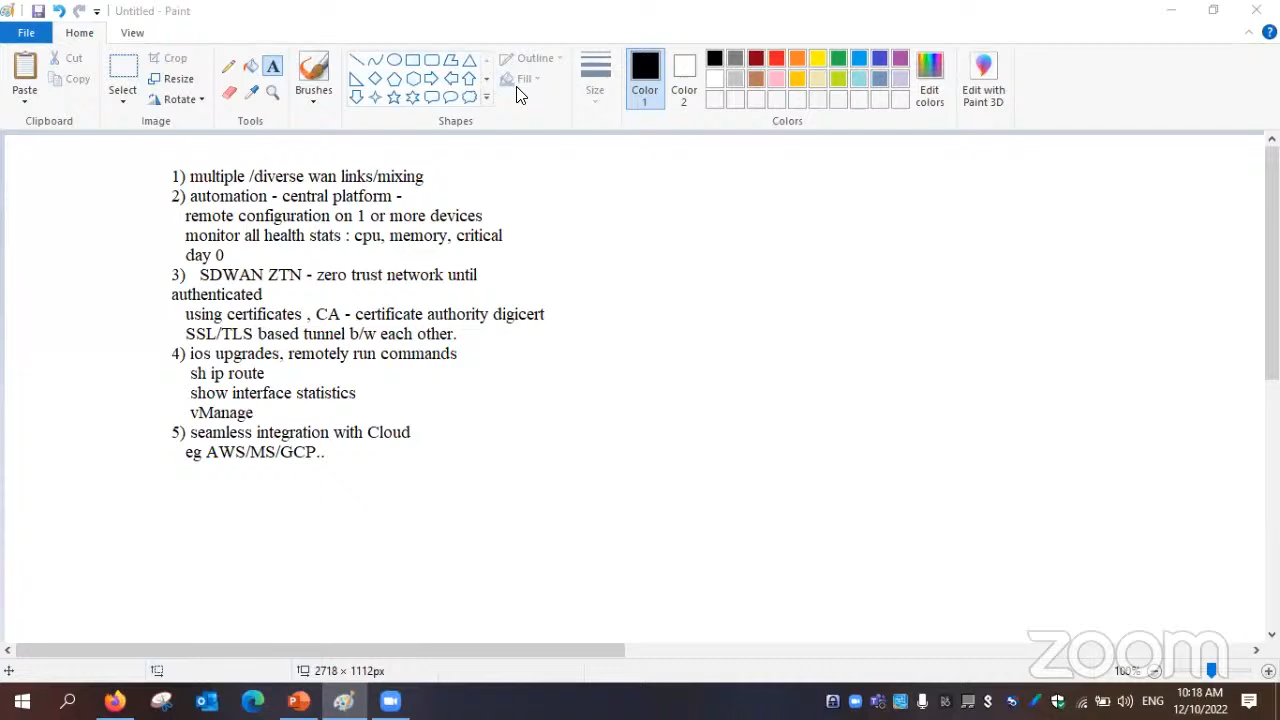 Untitled - Paint
File
Home
View
Paste
Cut
Copy
Clipboard
Select
Crop
Resize
Rotate
Image
A
Tools
Brushes
Outline
Fill
Shapes
Size
Color 1
Color 2
Edit colors
Colors
Edit with Paint 3D
1) multiple /diverse wan links/mixing
2) automation - central platform -
remote configuration on 1 or more devices
monitor all health stats : cpu, memory, critical
day 0
3) SDWAN ZTN - zero trust network until
authenticated
using certificates , CA - certificate authority digicert
SSL/TLS based tunnel b/w each other.
4) ios upgrades, remotely run commands
sh ip route
show interface statistics
vManage
5) seamless integration with Cloud
eg AWS/MS/GCP..
zoom
2718 × 1112px
100%
ENG
10:18 AM
12/10/2022